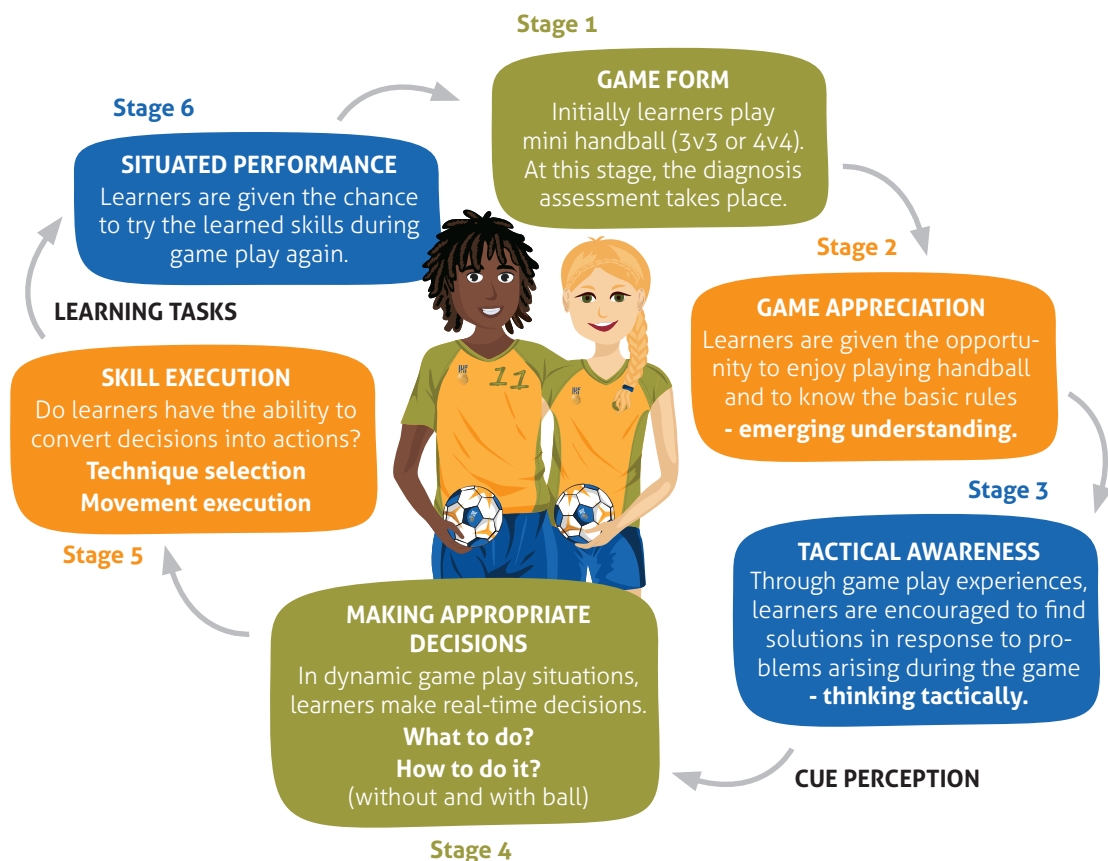 Stage 1
GAME FORM
Initially learners play
mini handball (3v3 or 4v4).
At this stage, the diagnosis
assessment takes place.
Stage 2
GAME APPRECIATION
Learners are given the opportu-
nity to enjoy playing handball
and to know the basic rules
- emerging understanding.
Stage 3
TACTICAL AWARENESS
Through game play experiences,
learners are encouraged to find
solutions in response to pro-
blems arising during the game
- thinking tactically.
CUE PERCEPTION
MAKING APPROPRIATE
DECISIONS
In dynamic game play situations,
learners make real-time decisions.
What to do?
How to do it?
(without and with ball)
Stage 4
SKILL EXECUTION
Do learners have the ability to
convert decisions into actions?
Technique selection
Movement execution
Stage 5
LEARNING TASKS
Stage 6
SITUATED PERFORMANCE
Learners are given the chance
to try the learned skills during
game play again.
11